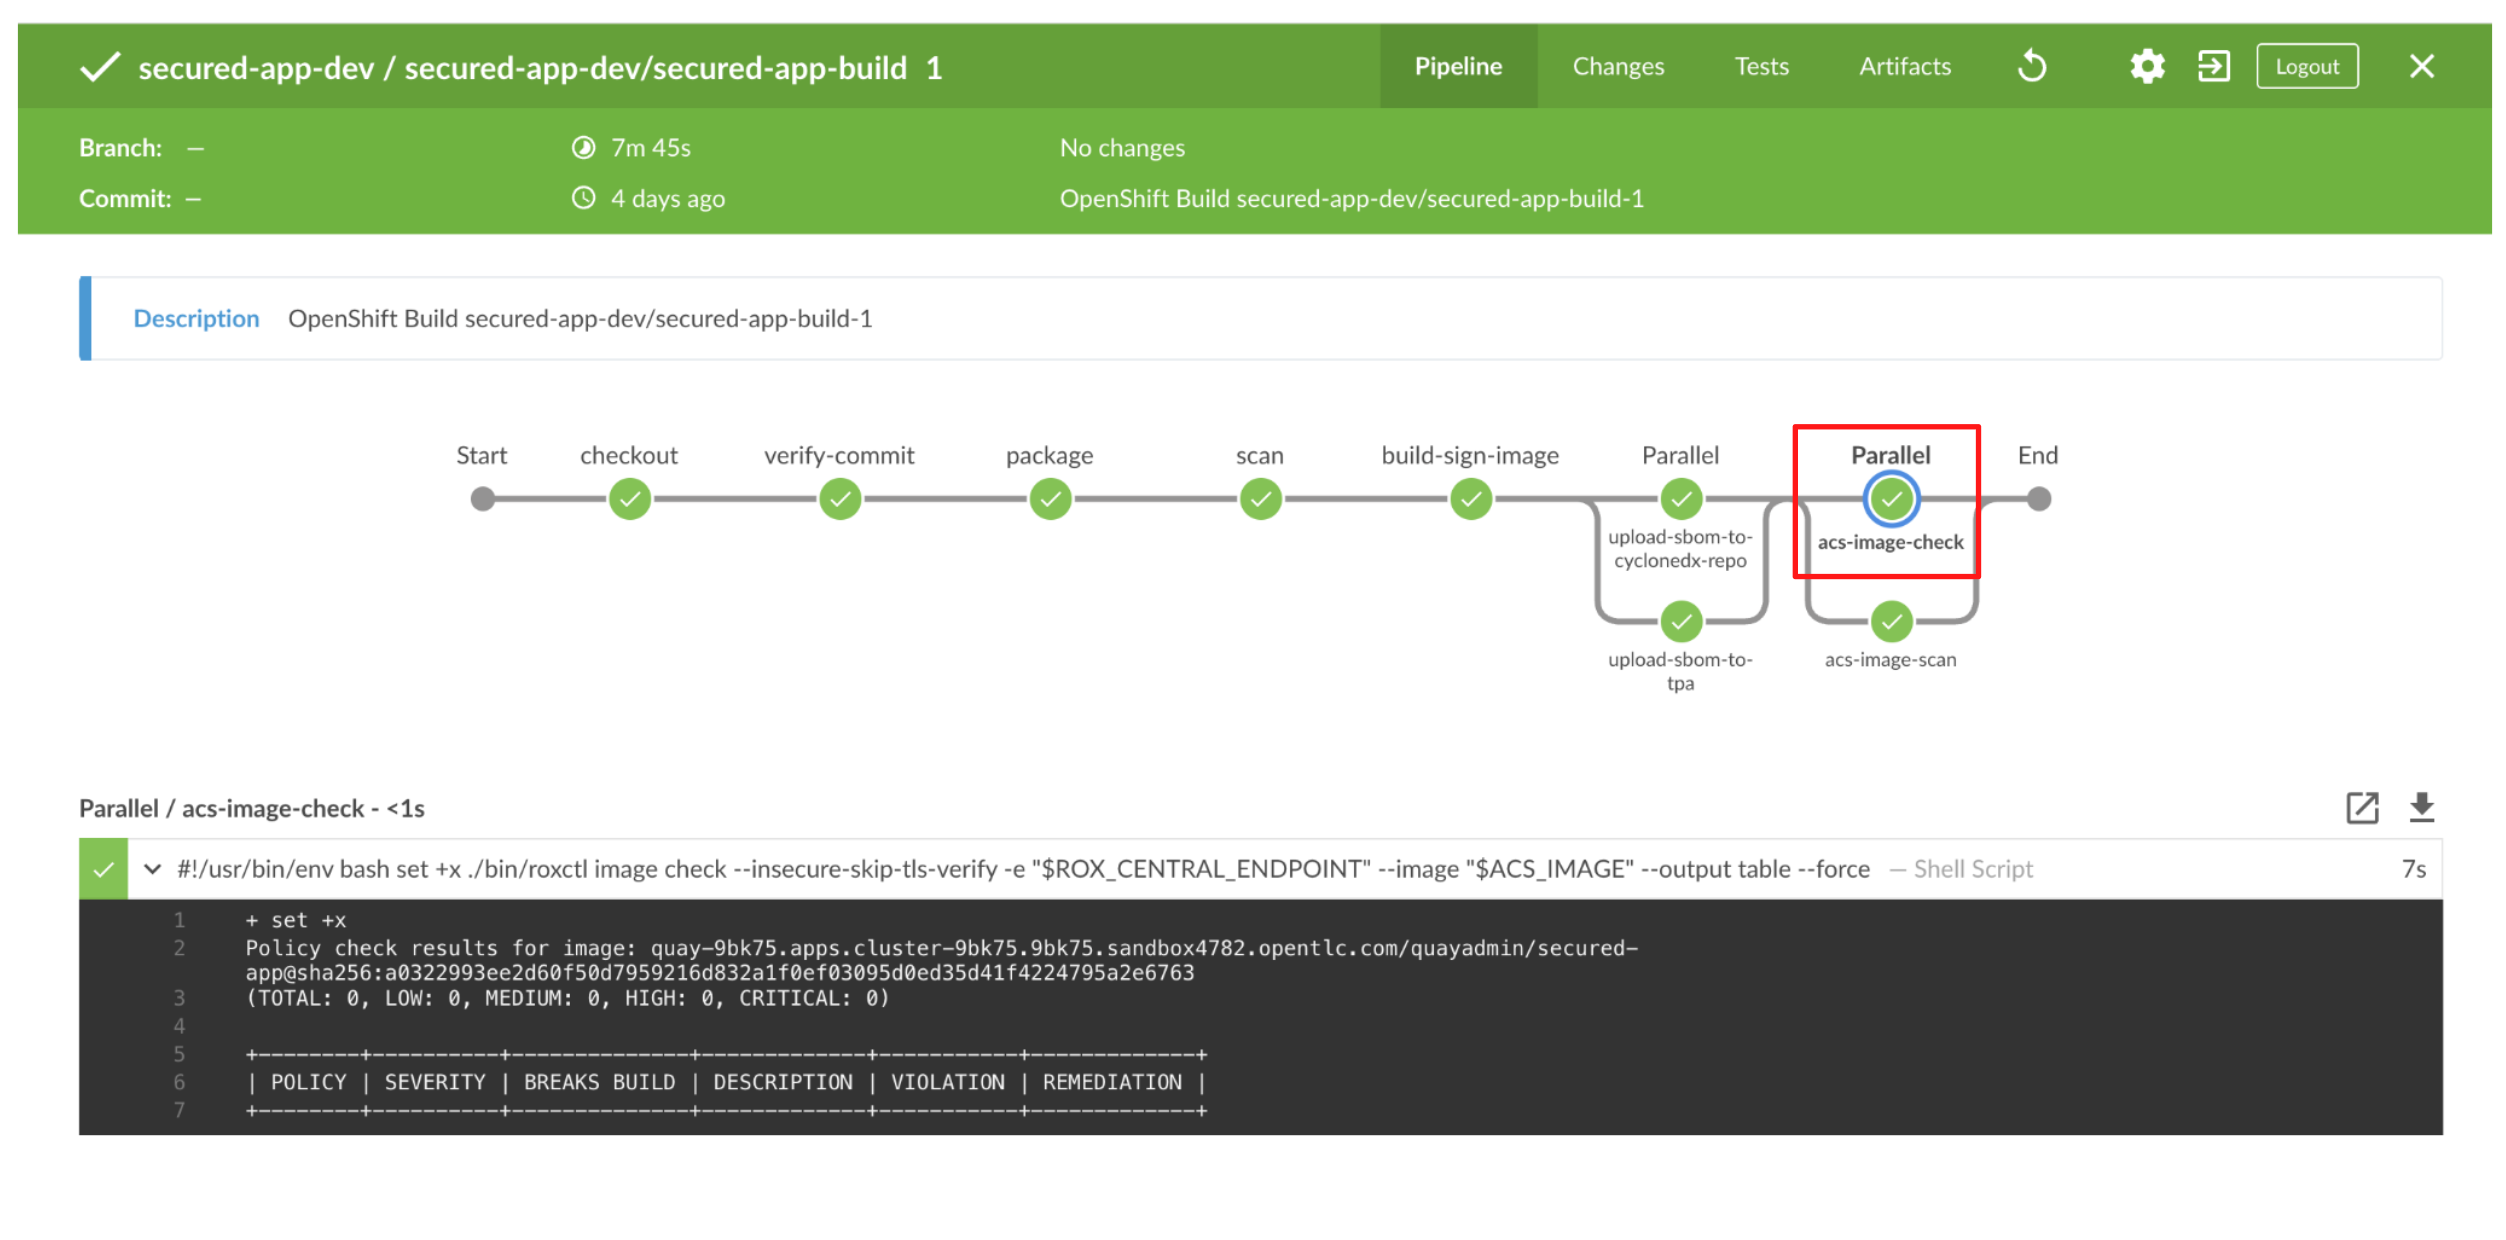 secured-app-dev / secured-app-dev/secured-app-build 1
Pipeline
Changes
Tests
Artifacts
Logout
Branch: —
7m 45s
No changes
Commit: —
4 days ago
OpenShift Build secured-app-dev/secured-app-build-1
Description OpenShift Build secured-app-dev/secured-app-build-1
Start
checkout
verify-commit
package
scan
build-sign-image
Parallel
Parallel
End
upload-sbom-to-
cyclonedx-repo
acs-image-check
upload-sbom-to-
tpa
acs-image-scan
Parallel / acs-image-check - <1s
#!/usr/bin/env bash set +x ./bin/roxctl image check --insecure-skip-tls-verify -e "$ROX_CENTRAL_ENDPOINT" --image "$ACS_IMAGE" --output table --force — Shell Script 7s
1 + set +x
2 Policy check results for image: quay-9bk75.apps.cluster-9bk75.9bk75.sandbox4782.opentlc.com/quayadmin/secured-
app@sha256:a0322993ee2d60f50d7959216d832a1f0ef03095d0ed35d41f4224795a2e6763
3 (TOTAL: 0, LOW: 0, MEDIUM: 0, HIGH: 0, CRITICAL: 0)
4
5 +--------+----------+--------------+-------------+-----------+-------------+
6 | POLICY | SEVERITY | BREAKS BUILD | DESCRIPTION | VIOLATION | REMEDIATION |
7 +--------+----------+--------------+-------------+-----------+-------------+